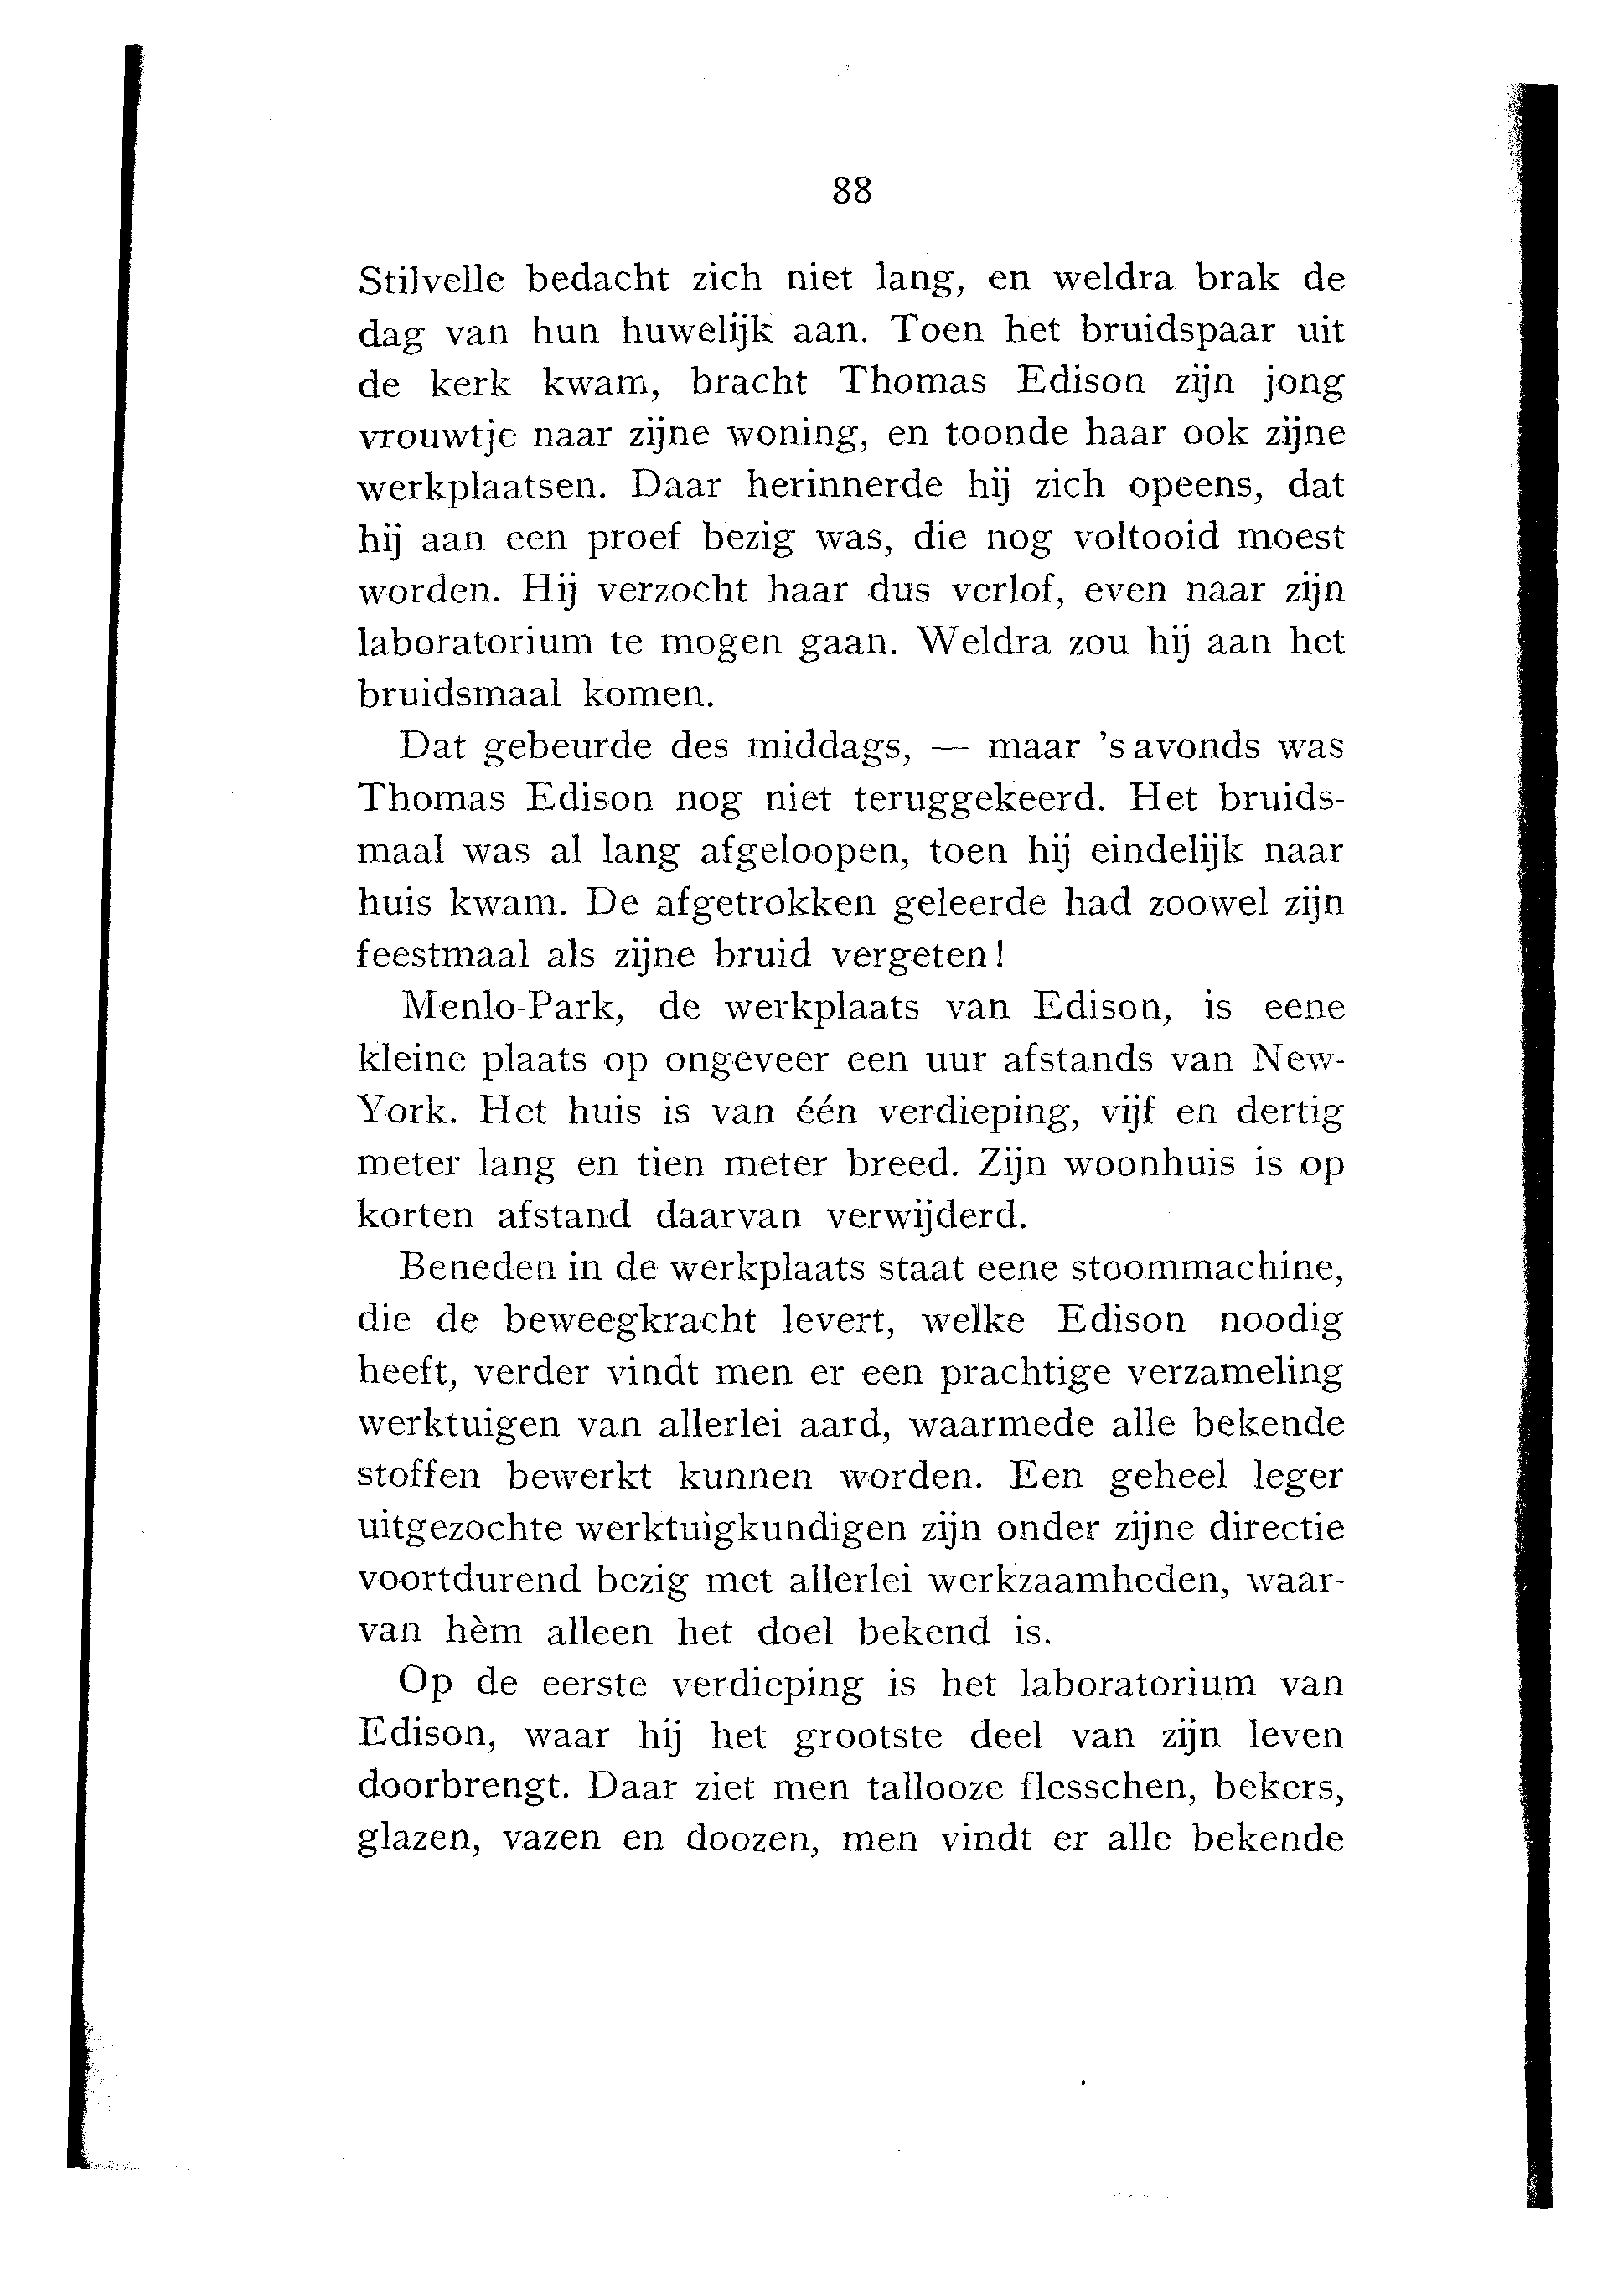 88
Stilvelle bedacht zich niet lang, en weldra brak de
dag van hun huwelijk aan. Toen het bruidspaar uit
de kerk kwam, bracht Thomas Edison zijn jong
vrouwtje naar zijne woning, en toonde haar ook zijne
werkplaatsen. Daar herinnerde hij zich opeens, dat
hij aan een proef bezig was, die nog voltooid moest
worden. Hij verzocht haar dus verlof, even naar zijn
laboratorium te mogen gaan. Weldra zou hij aan het
bruidsmaal komen.
Dat gebeurde des middags, — maar 's avonds was
Thomas Edison nog niet teruggekeerd. Het bruids-
maal was al lang afgeloopen, toen hij eindelijk naar
huis kwam. De afgetrokken geleerde had zoowel zijn
feestmaal als zijne bruid vergeten!
Menlo-Park, de werkplaats van Edison, is eene
kleine plaats op ongeveer een uur afstands van New-
York. Het huis is van één verdieping, vijf en dertig
meter lang en tien meter breed. Zijn woonhuis is op
korten afstand daarvan verwijderd.
Beneden in de werkplaats staat eene stoommachine,
die de beweegkracht levert, welke Edison noodig
heeft, verder vindt men er een prachtige verzameling
werktuigen van allerlei aard, waarmede alle bekende
stoffen bewerkt kunnen worden. Een geheel leger
uitgezochte werktuigkundigen zijn onder zijne directie
voortdurend bezig met allerlei werkzaamheden, waar-
van hèm alleen het doel bekend is.
Op de eerste verdieping is het laboratorium van
Edison, waar hij het grootste deel van zijn leven
doorbrengt. Daar ziet men tallooze flesschen, bekers,
glazen, vazen en doozen, men vindt er alle bekende